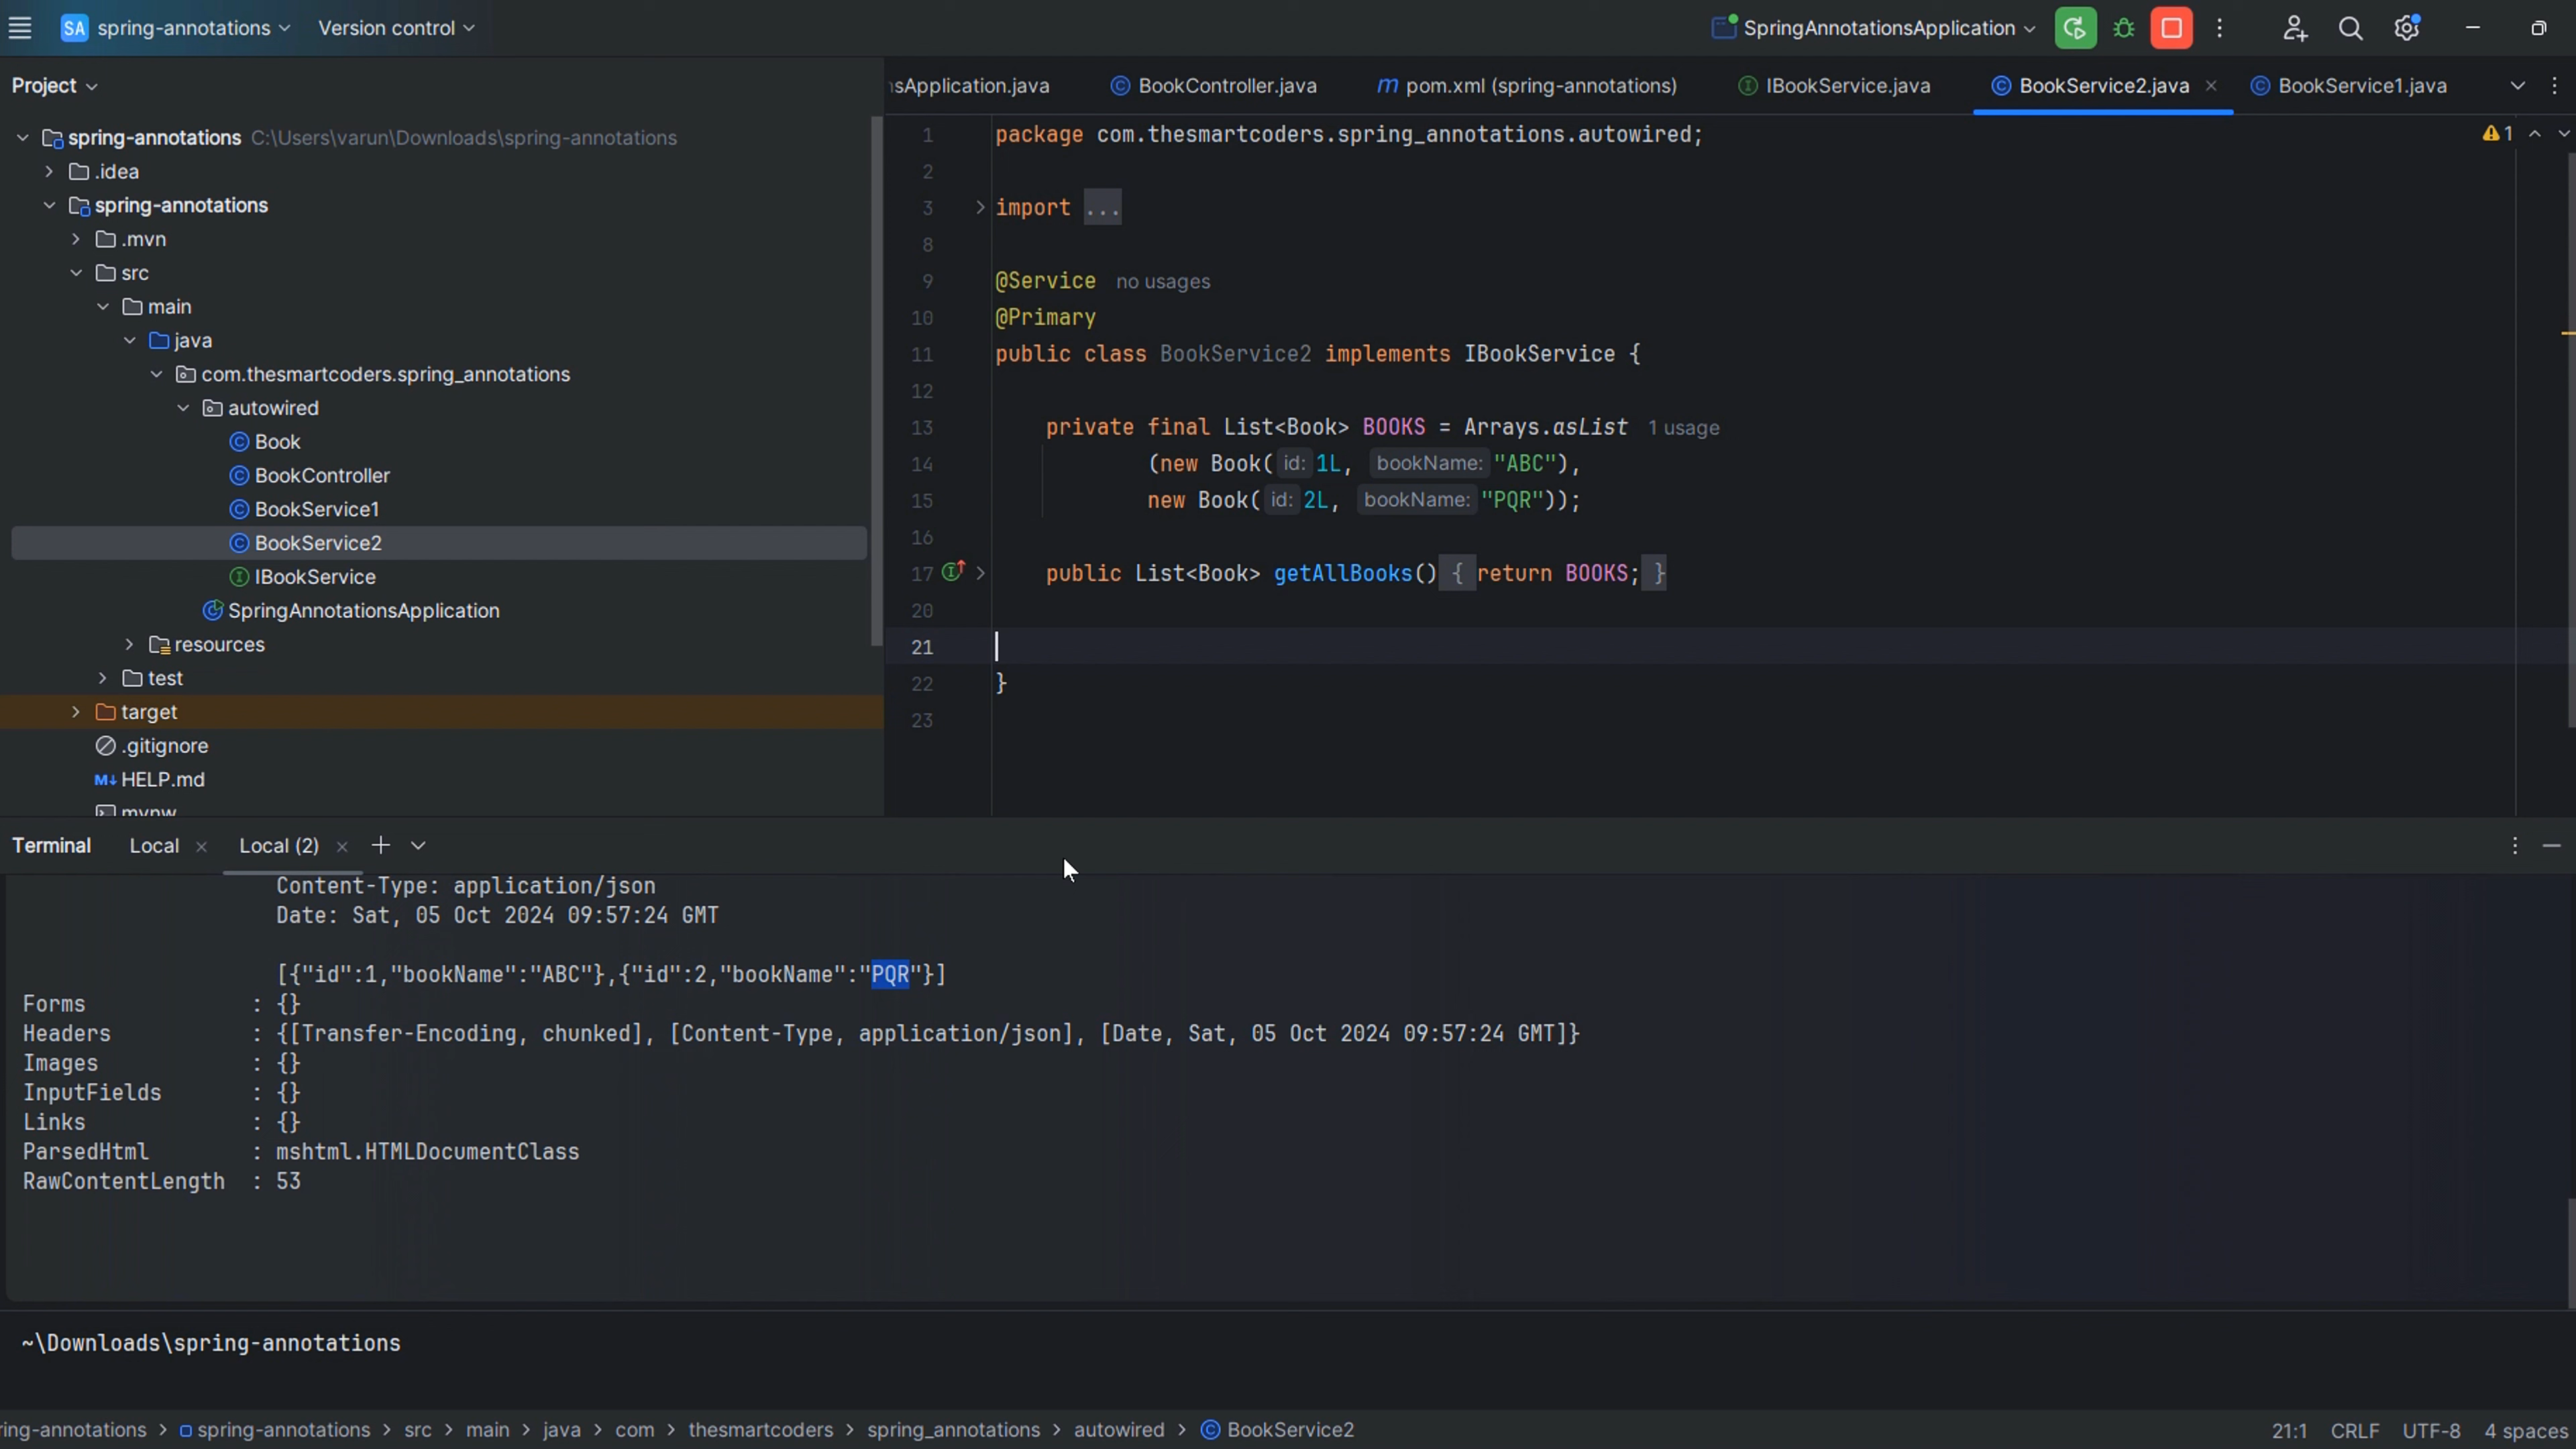 SA spring-annotations Version control SpringAnnotationsApplication
Project
sApplication.java BookController.java pom.xml (spring-annotations) IBookService.java BookService2.java BookService1.java
spring-annotations C:\Users\varun\Downloads\spring-annotations
.idea
spring-annotations
.mvn
src
main
java
com.thesmartcoders.spring_annotations
autowired
Book
BookController
BookService1
BookService2
IBookService
SpringAnnotationsApplication
resources
test
target
.gitignore
HELP.md
mvnw
1 package com.thesmartcoders.spring_annotations.autowired;
2
3 import ...
8
9 @Service no usages
10 @Primary
11 public class BookService2 implements IBookService {
12
13 private final List<Book> BOOKS = Arrays.asList 1 usage
14 (new Book( id: 1L, bookName: "ABC"),
15 new Book( id: 2L, bookName: "PQR"));
16
17 public List<Book> getAllBooks() { return BOOKS; }
20
21
22 }
23
1
Terminal Local Local (2)
Content-Type: application/json
Date: Sat, 05 Oct 2024 09:57:24 GMT
[{"id":1,"bookName":"ABC"},{"id":2,"bookName":"PQR"}]
Forms : {}
Headers : {[Transfer-Encoding, chunked], [Content-Type, application/json], [Date, Sat, 05 Oct 2024 09:57:24 GMT]}
Images : {}
InputFields : {}
Links : {}
ParsedHtml : mshtml.HTMLDocumentClass
RawContentLength : 53
~\Downloads\spring-annotations
ring-annotations > spring-annotations > src > main > java > com > thesmartcoders > spring_annotations > autowired > BookService2 21:1 CRLF UTF-8 4 spaces